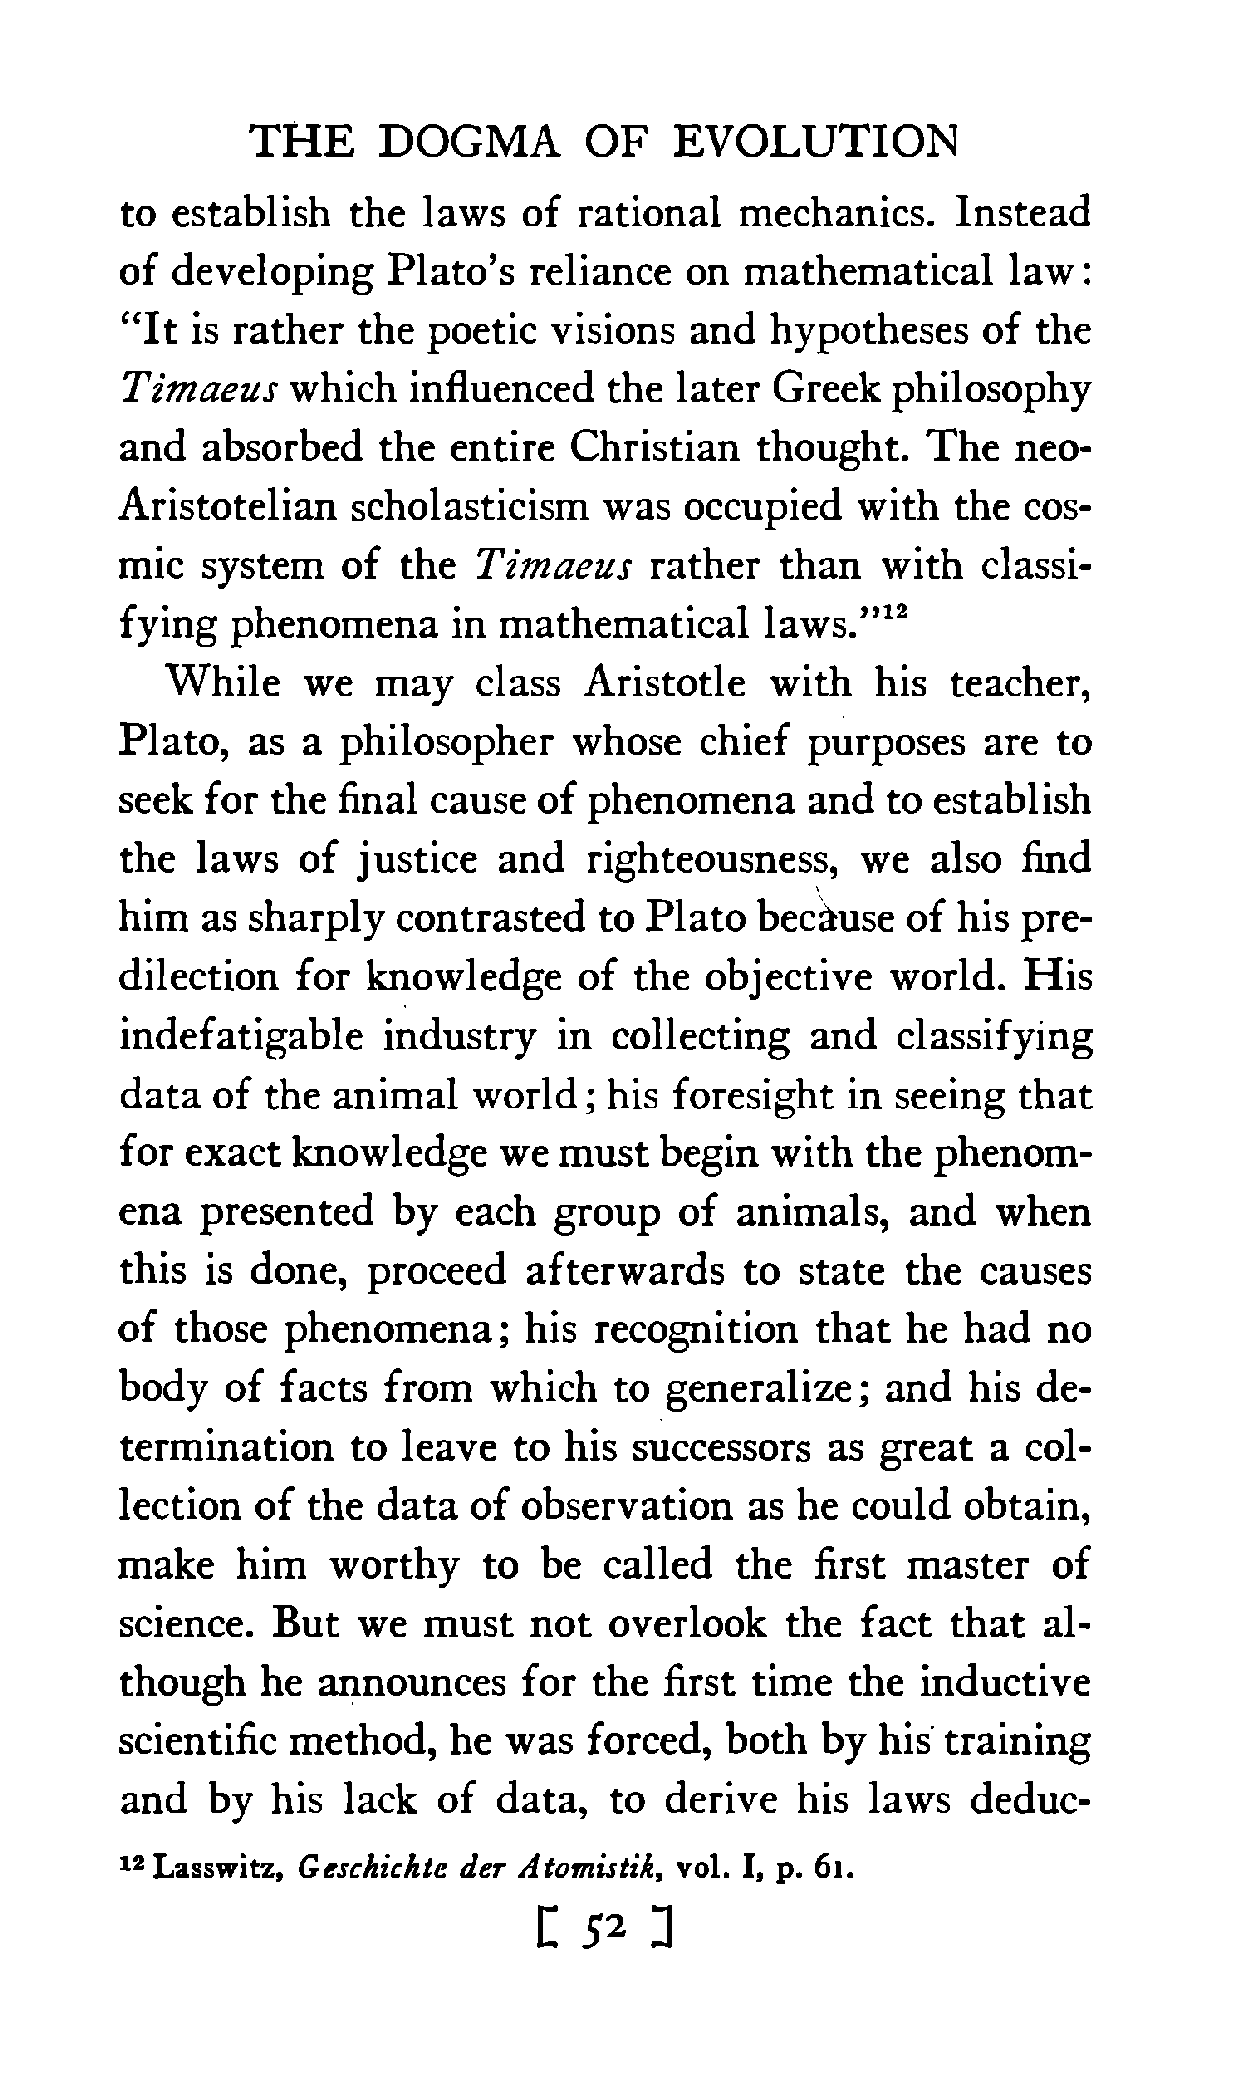 THE DOGMA OF EVOLUTION
to establish the laws of rational mechanics. Instead
of developing Plato's reliance on mathematical law:
“It is rather the poetic visions and hypotheses of the
Timaeus which influenced the later Greek philosophy
and absorbed the entire Christian thought. The neo-
Aristotelian scholasticism was occupied with the cos-
mic system of the Timaeus rather than with classi-
fying phenomena in mathematical laws.”¹²
While we may class Aristotle with his teacher,
Plato, as a philosopher whose chief purposes are to
seek for the final cause of phenomena and to establish
the laws of justice and righteousness, we also find
him as sharply contrasted to Plato because of his pre-
dilection for knowledge of the objective world. His
indefatigable industry in collecting and classifying
data of the animal world; his foresight in seeing that
for exact knowledge we must begin with the phenom-
ena presented by each group of animals, and when
this is done, proceed afterwards to state the causes
of those phenomena; his recognition that he had no
body of facts from which to generalize; and his de-
termination to leave to his successors as great a col-
lection of the data of observation as he could obtain,
make him worthy to be called the first master of
science. But we must not overlook the fact that al-
though he announces for the first time the inductive
scientific method, he was forced, both by his training
and by his lack of data, to derive his laws deduc-
¹² Lasswitz, Geschichte der Atomistik, vol. I, p. 61.
[ 52 ]